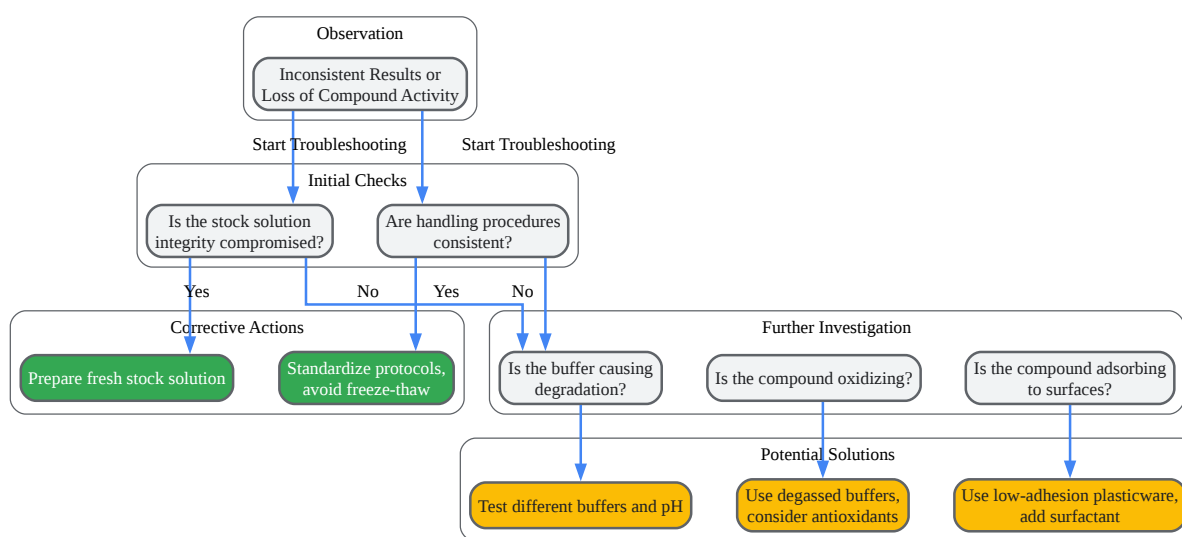 Observation
Inconsistent Results or
Loss of Compound Activity
Start Troubleshooting
Start Troubleshooting
Initial Checks
Is the stock solution
integrity compromised?
Are handling procedures
consistent?
Yes
No
Yes
No
Corrective Actions
Prepare fresh stock solution
Standardize protocols,
avoid freeze-thaw
Further Investigation
Is the buffer causing
degradation?
Is the compound oxidizing?
Is the compound adsorbing
to surfaces?
Potential Solutions
Test different buffers and pH
Use degassed buffers,
consider antioxidants
Use low-adhesion plasticware,
add surfactant